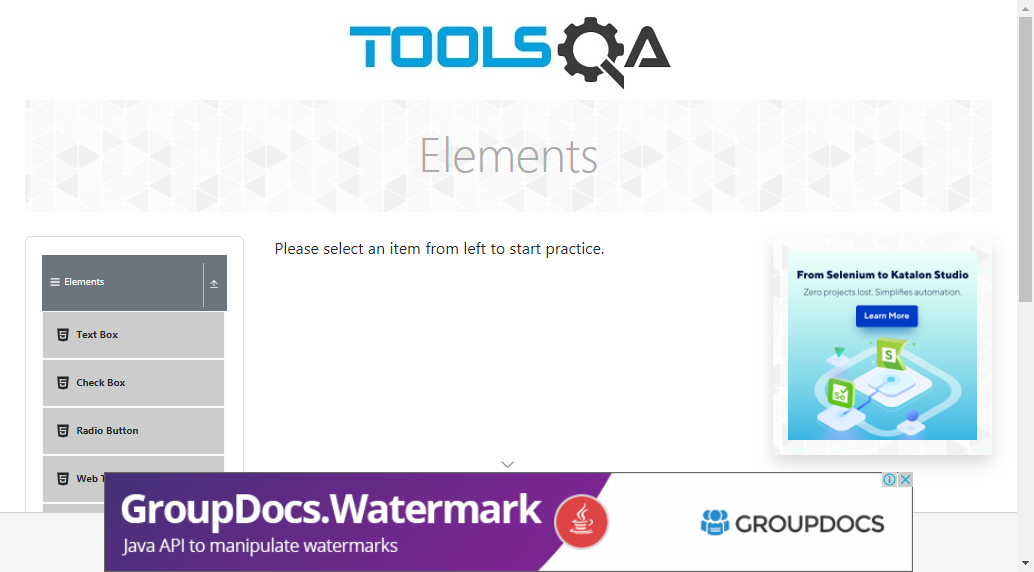 TOOLSQA
Elements
Elements
Text Box
Check Box
Radio Button
Web
Please select an item from left to start practice.
From Selenium to Katalon Studio
Zero projects lost. Simplifies automation.
Learn More
S
Se
GroupDocs.Watermark
Java API to manipulate watermarks
GROUPDOCS